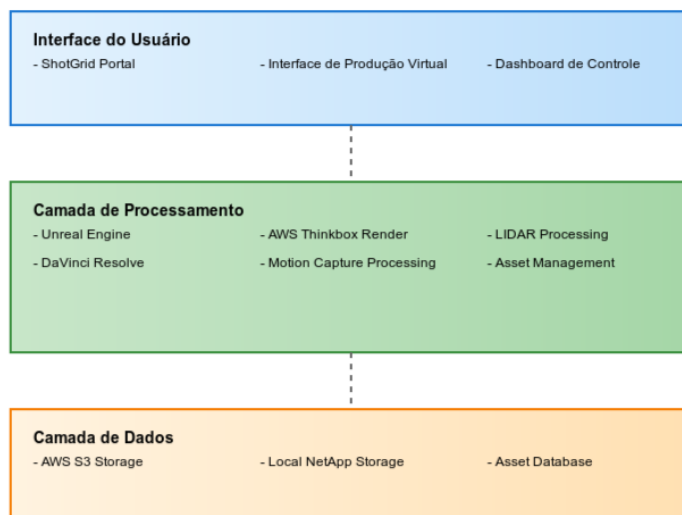 Interface do Usuário
- ShotGrid Portal - Interface de Produção Virtual - Dashboard de Controle
Camada de Processamento
- Unreal Engine - AWS Thinkbox Render - LIDAR Processing
- DaVinci Resolve - Motion Capture Processing - Asset Management
Camada de Dados
- AWS S3 Storage - Local NetApp Storage - Asset Database